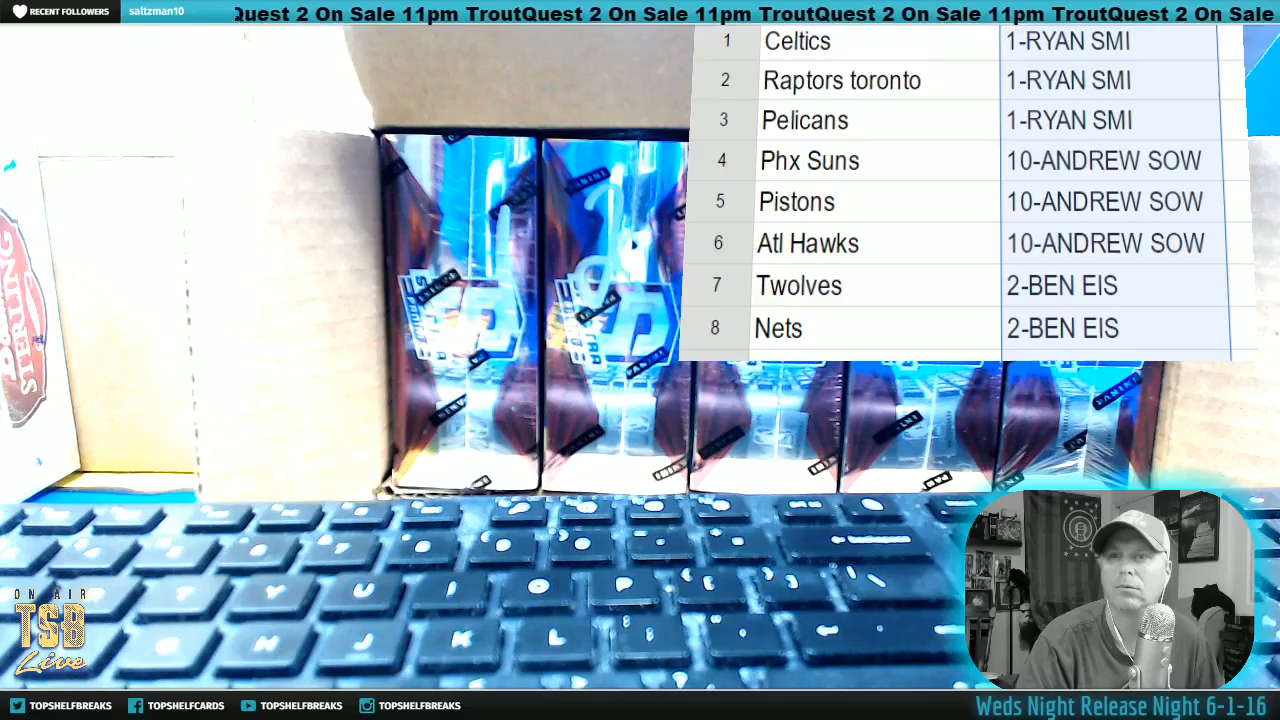 RECENT FOLLOWERS
saltzman10
Quest 2 On Sale 11pm TroutQuest 2 On Sale 11pm TroutQuest 2 On Sale 11pm TroutQuest 2 On Sale
1 Celtics 1-RYAN SMI
2 Raptors toronto 1-RYAN SMI
3 Pelicans 1-RYAN SMI
4 Phx Suns 10-ANDREW SOW
5 Pistons 10-ANDREW SOW
6 Atl Hawks 10-ANDREW SOW
7 Twolves 2-BEN EIS
8 Nets 2-BEN EIS
STERLING
PANINI
PANINI
PANINI
Y U I O P
H J K L
ON AIR
TSB
Live
TOPSHELFBREAKS
TOPSHELFCARDS
TOPSHELFBREAKS
TOPSHELFBREAKS
Weds Night Release Night 6-1-16